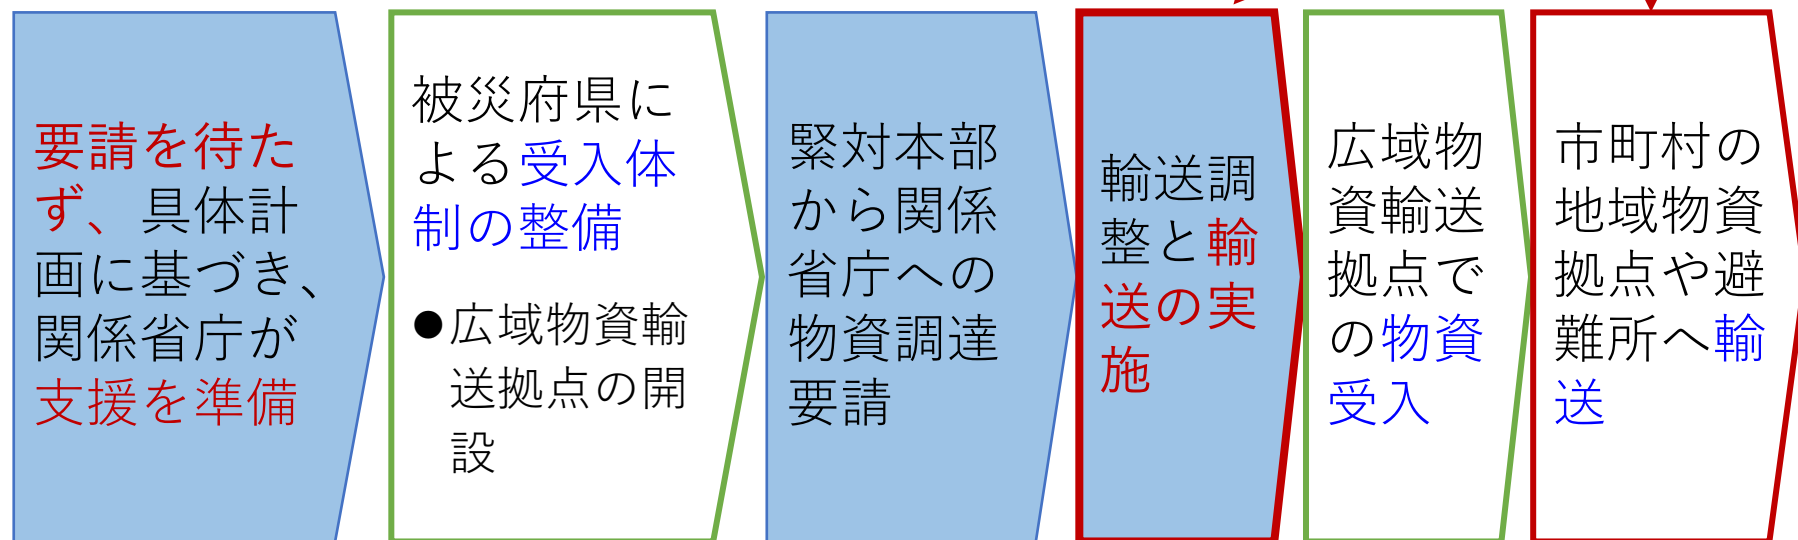 要請を待た
ず、具体計
画に基づき、
関係省庁が
支援を準備
被災府県に
よる受入体
制の整備
●広域物資輸
送拠点の開
設
緊対本部
から関係
省庁への
物資調達
要請
輸送調
整と輸
送の実
施
広域物
資輸送
拠点で
の物資
受入
市町村の
地域物資
拠点や避
難所へ輸
送